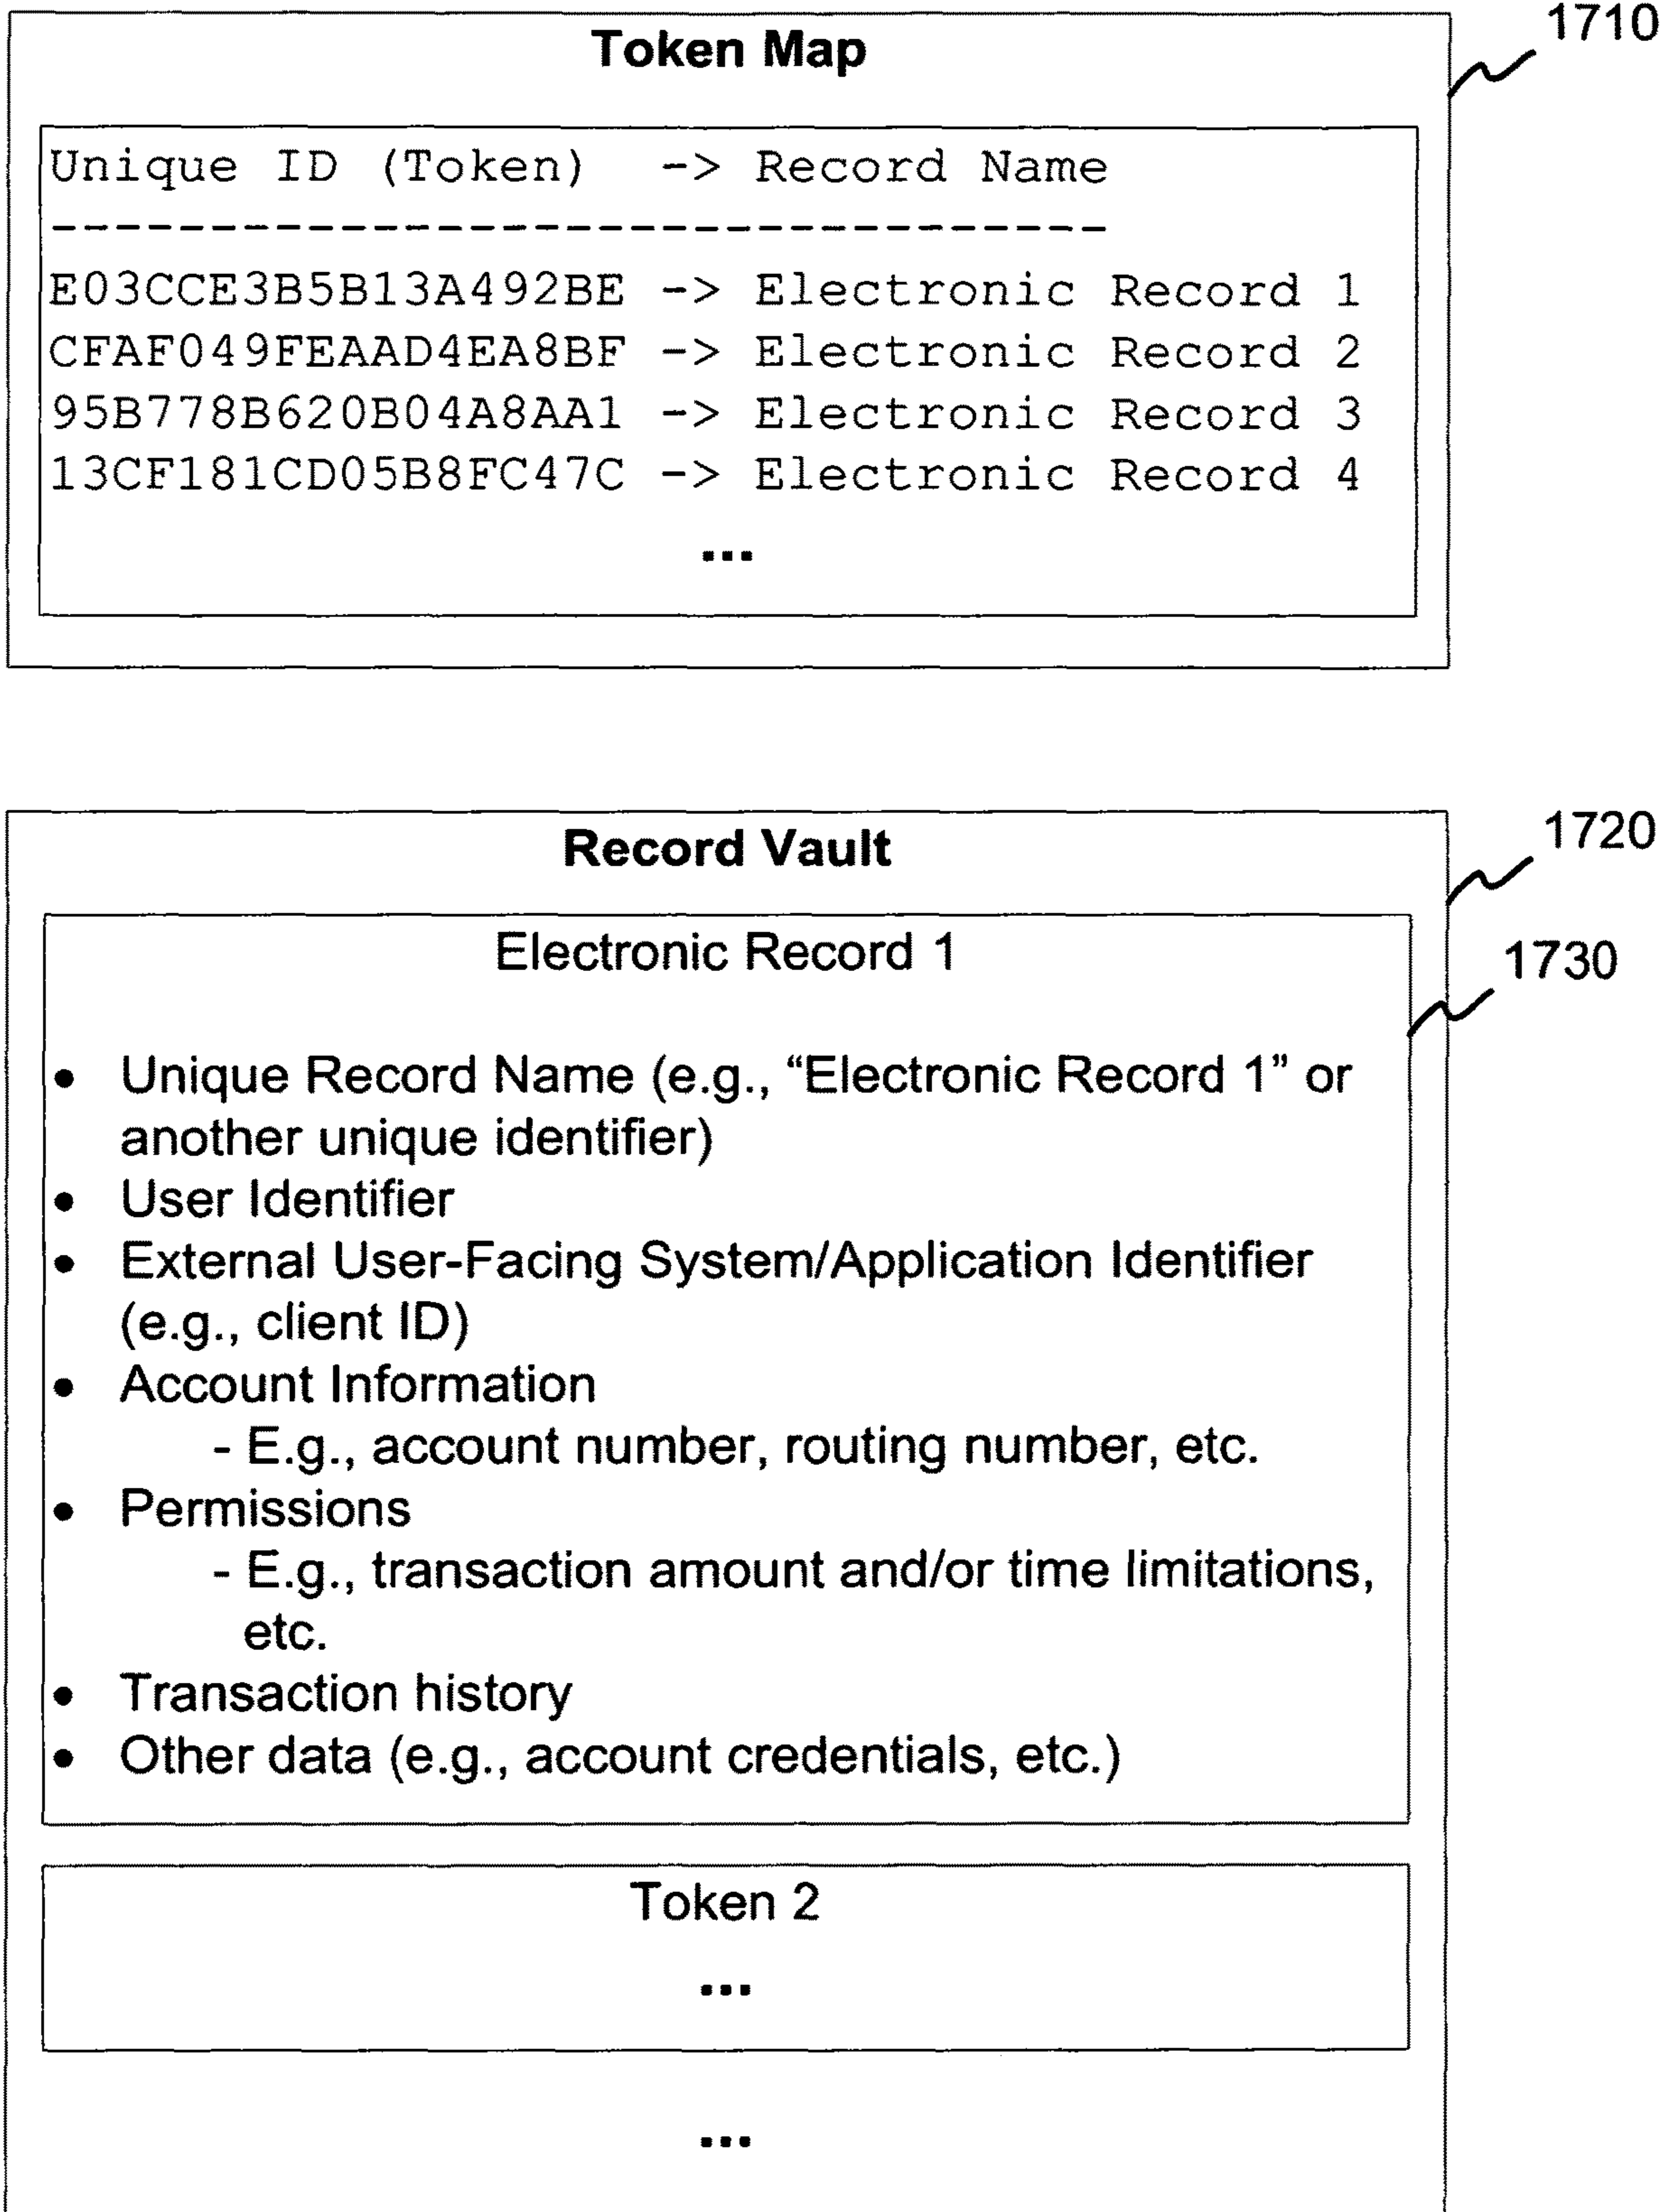 1710
Token Map
Unique ID (Token) -> Record Name
-----------------------------------
E03CCE3B5B13A492BE -> Electronic Record 1
CFAF049FEAAD4EA8BF -> Electronic Record 2
95B778B620B04A8AA1 -> Electronic Record 3
13CF181CD05B8FC47C -> Electronic Record 4
...
1720
Record Vault
1730
Electronic Record 1
• Unique Record Name (e.g., “Electronic Record 1” or
another unique identifier)
• User Identifier
• External User-Facing System/Application Identifier
(e.g., client ID)
• Account Information
- E.g., account number, routing number, etc.
• Permissions
- E.g., transaction amount and/or time limitations,
etc.
• Transaction history
• Other data (e.g., account credentials, etc.)
Token 2
...
...